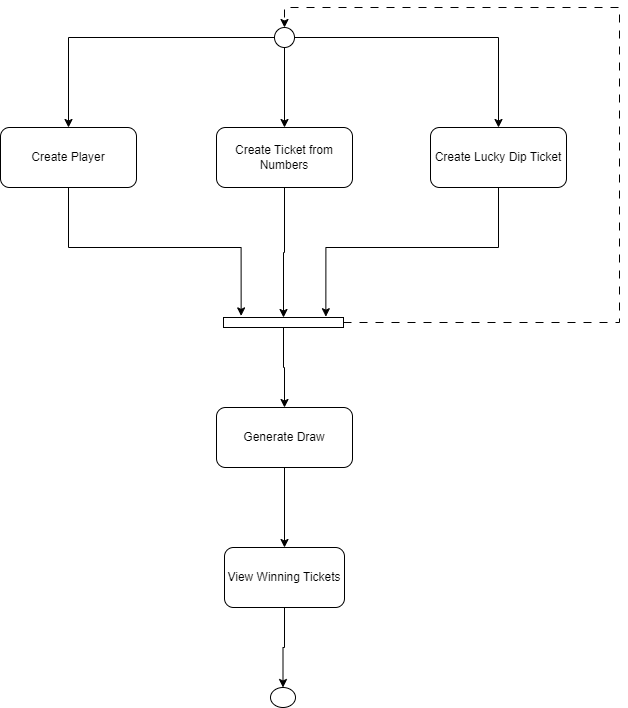 Create Player
Create Ticket from
Numbers
Create Lucky Dip Ticket
Generate Draw
View Winning Tickets